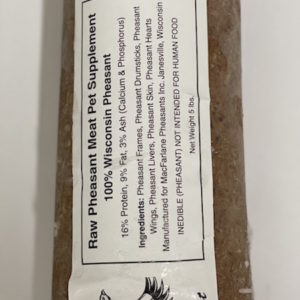 Raw Pheasant Meat Pet Supplement
100% Wisconsin Pheasant
16% Protein, 9% Fat, 3% Ash (Calcium & Phosphorus)
Ingredients: Pheasant Frames, Pheasant Drumsticks, Pheasant
Wings, Pheasant Livers, Pheasant Skin, Pheasant Hearts
Manufactured for MacFarlane Pheasants Inc. Janesville, Wisconsin
INEDIBLE (PHEASANT) NOT INTENDED FOR HUMAN FOOD
Net Weight 5 lbs.